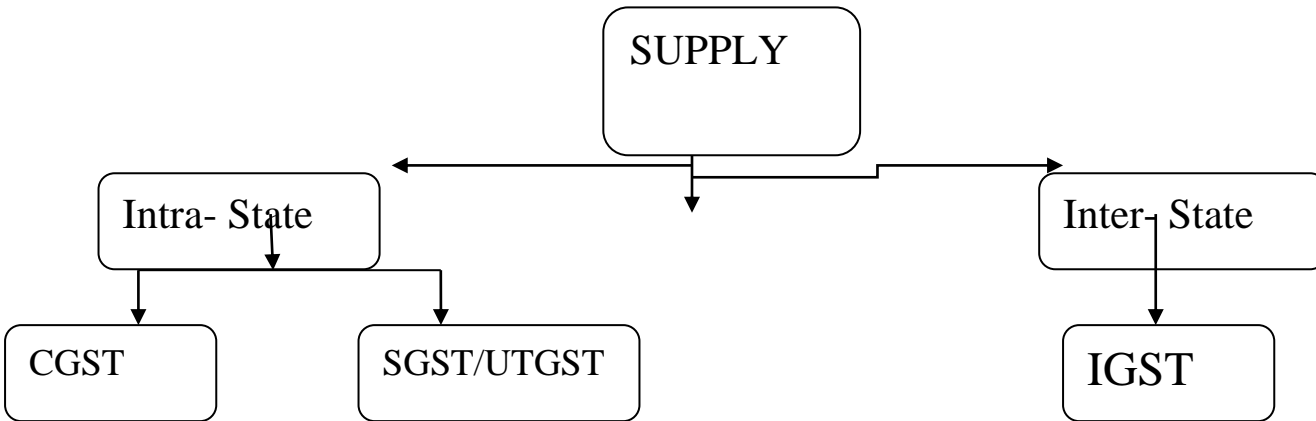 SUPPLY
Intra- State
Inter- State
CGST
SGST/UTGST
IGST